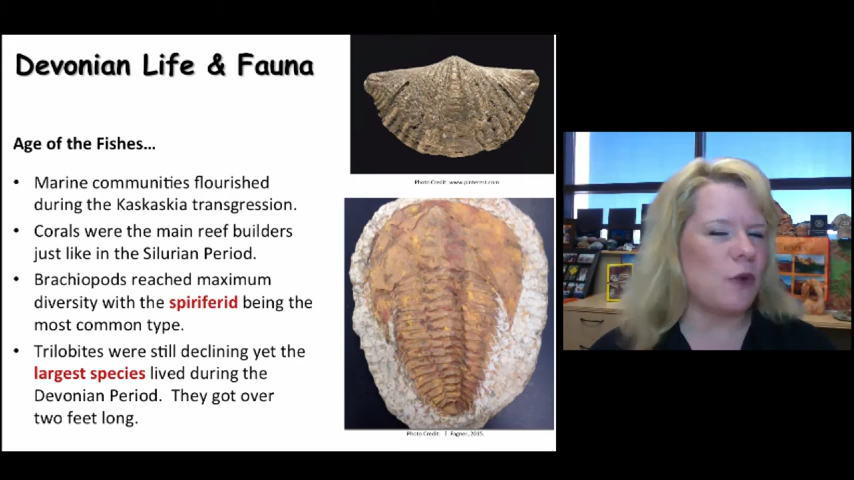 Devonian Life & Fauna
Age of the Fishes...
• Marine communities flourished
during the Kaskaskia transgression.
• Corals were the main reef builders
just like in the Silurian Period.
• Brachiopods reached maximum
diversity with the spiriferid being the
most common type.
• Trilobites were still declining yet the
largest species lived during the
Devonian Period. They got over
two feet long.
Photo Credit: www.pinterest.com
Photo Credit: T Fagner, 2015.